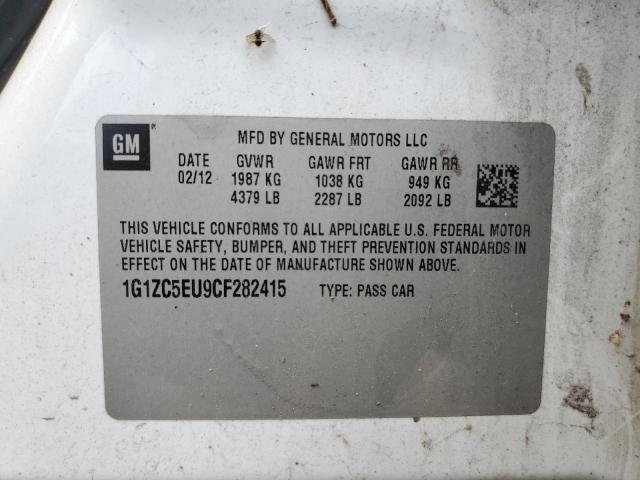 GM
MFD BY GENERAL MOTORS LLC
DATE GVWR GAWR FRT GAWR RR
02/12 1987 KG 1038 KG 949 KG
4379 LB 2287 LB 2092 LB
THIS VEHICLE CONFORMS TO ALL APPLICABLE U.S. FEDERAL MOTOR
VEHICLE SAFETY, BUMPER, AND THEFT PREVENTION STANDARDS IN
EFFECT ON THE DATE OF MANUFACTURE SHOWN ABOVE.
1G1ZC5EU9CF282415 TYPE: PASS CAR